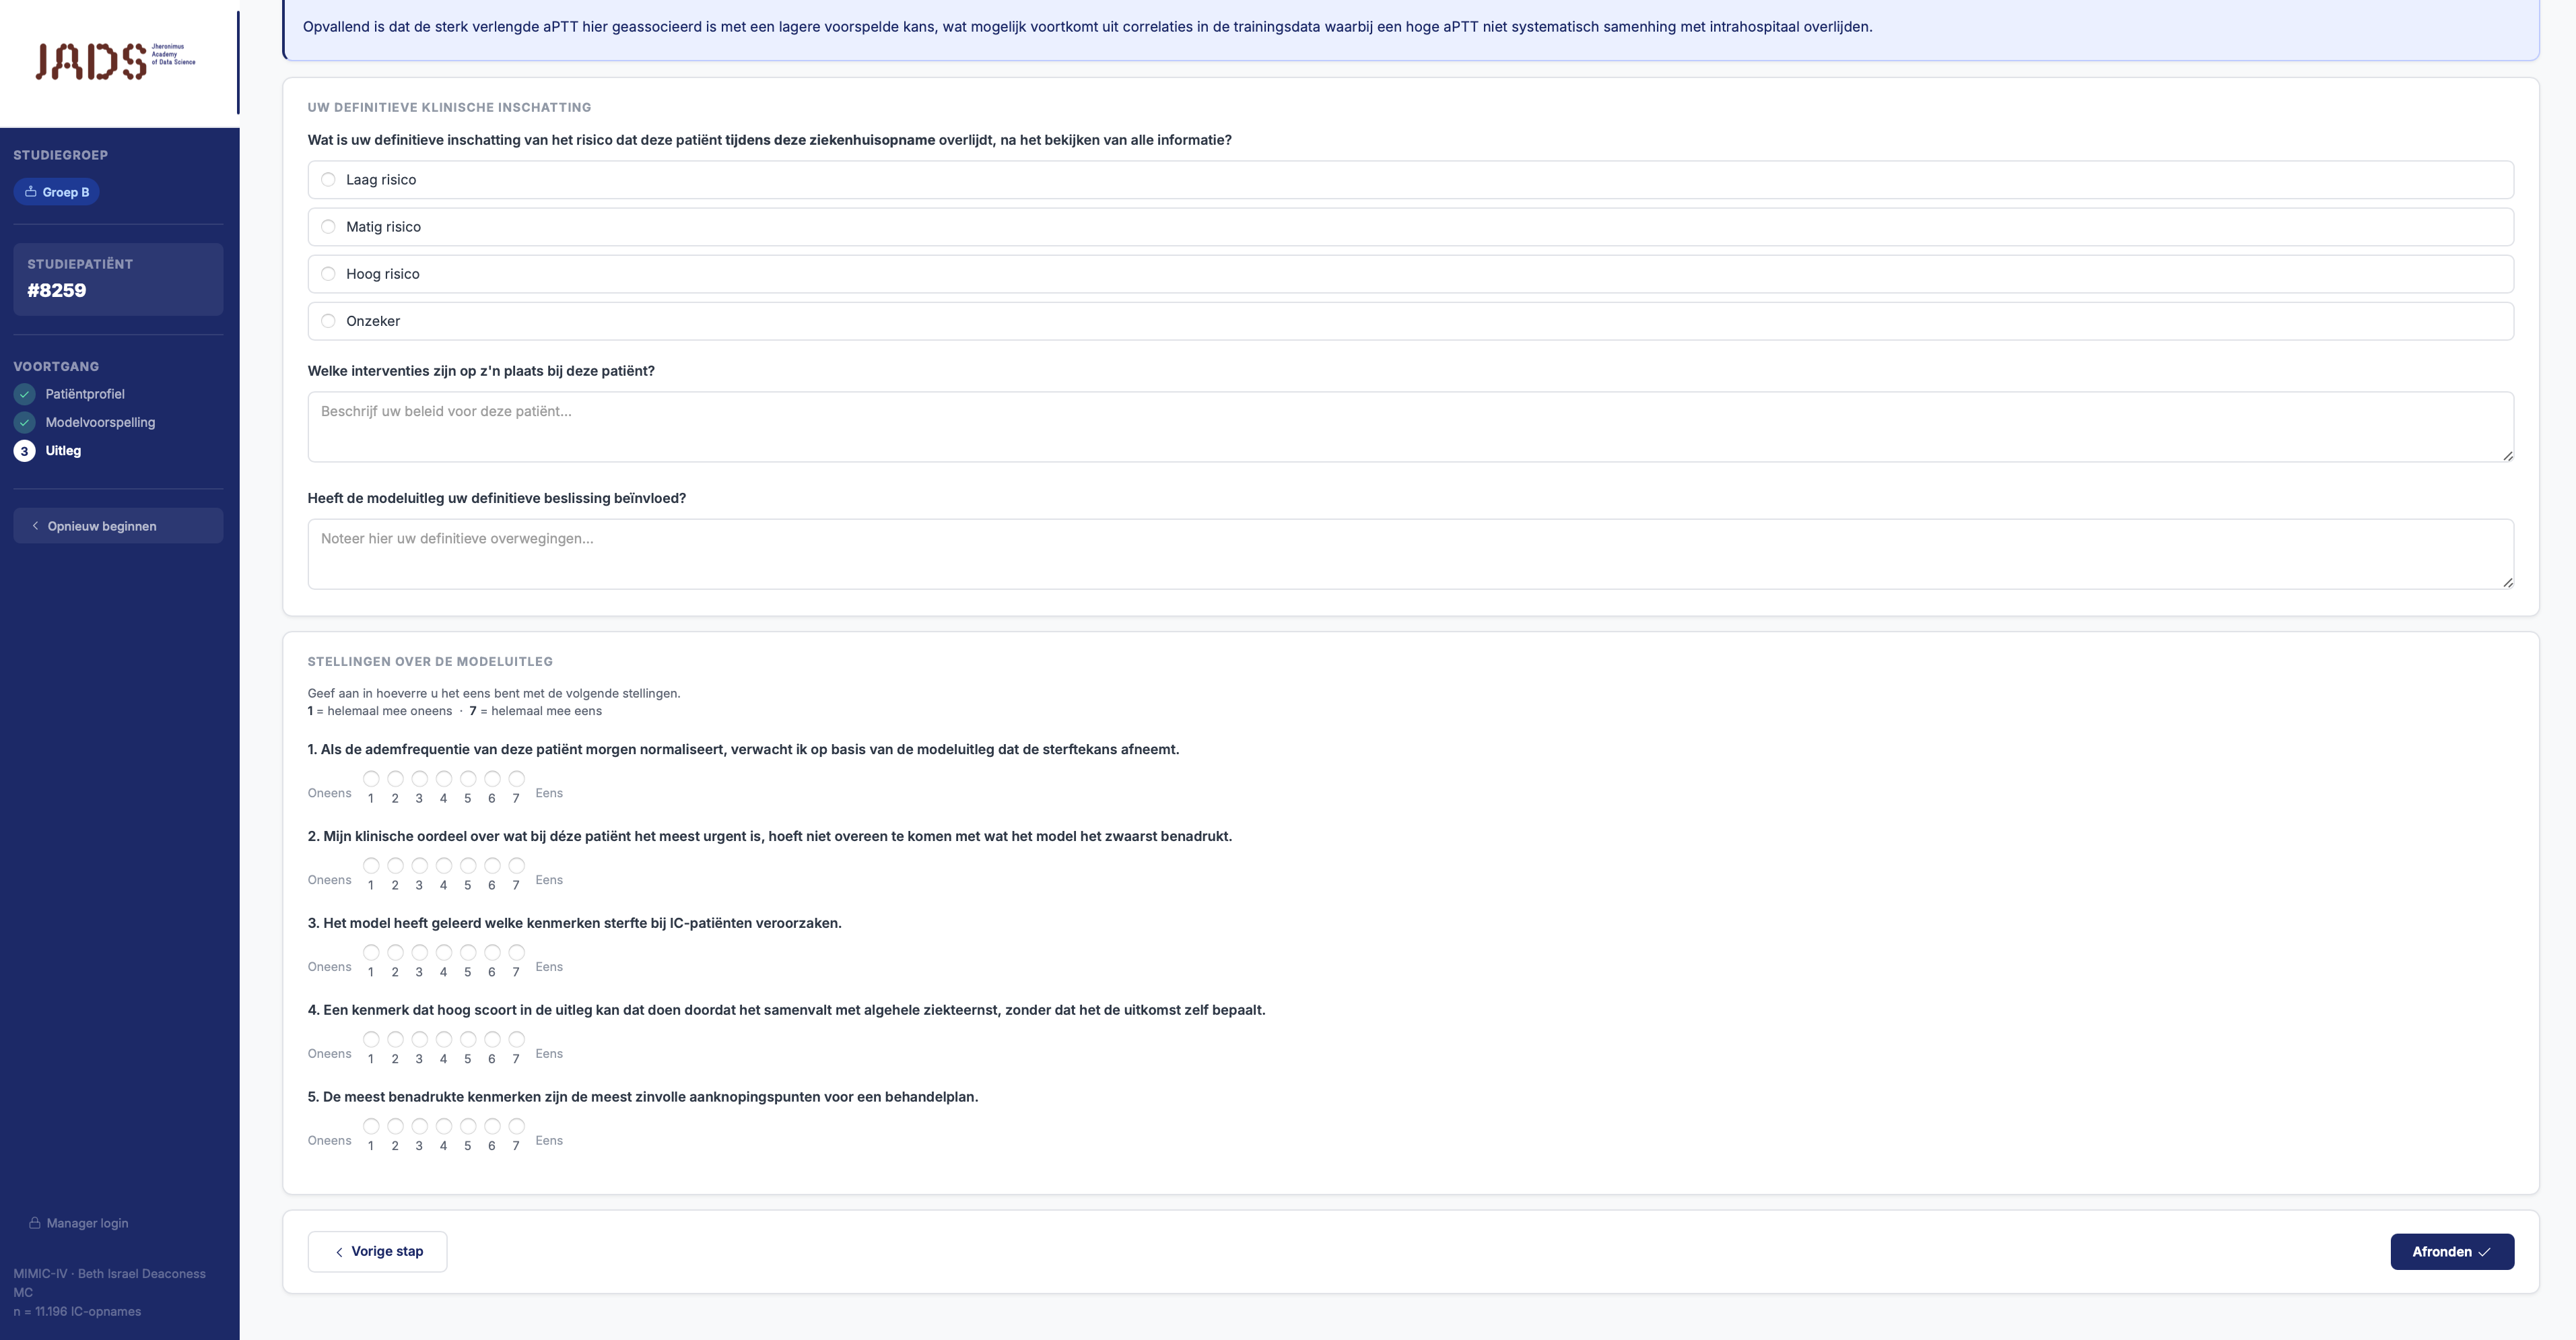 JADS
Jheronimus
Academy
of Data Science
STUDIEGROEP
Groep B
STUDIEPATIËNT
#8259
VOORTGANG
Patiëntprofiel
Modelvoorspelling
3 Uitleg
Opnieuw beginnen
Manager login
MIMIC-IV · Beth Israel Deaconess
MC
n = 11.196 IC-opnames
Opvallend is dat de sterk verlengde aPTT hier geassocieerd is met een lagere voorspelde kans, wat mogelijk voortkomt uit correlaties in de trainingsdata waarbij een hoge aPTT niet systematisch samenhing met intrahospitaal overlijden.
UW DEFINITIEVE KLINISCHE INSCHATTING
Wat is uw definitieve inschatting van het risico dat deze patiënt tijdens deze ziekenhuisopname overlijdt, na het bekijken van alle informatie?
Laag risico
Matig risico
Hoog risico
Onzeker
Welke interventies zijn op z'n plaats bij deze patiënt?
Beschrijf uw beleid voor deze patiënt...
Heeft de modeluitleg uw definitieve beslissing beïnvloed?
Noteer hier uw definitieve overwegingen...
STELLINGEN OVER DE MODELUITLEG
Geef aan in hoeverre u het eens bent met de volgende stellingen.
1 = helemaal mee oneens · 7 = helemaal mee eens
1. Als de ademfrequentie van deze patiënt morgen normaliseert, verwacht ik op basis van de modeluitleg dat de sterftekans afneemt.
Oneens 1 2 3 4 5 6 7 Eens
2. Mijn klinische oordeel over wat bij déze patiënt het meest urgent is, hoeft niet overeen te komen met wat het model het zwaarst benadrukt.
Oneens 1 2 3 4 5 6 7 Eens
3. Het model heeft geleerd welke kenmerken sterfte bij IC-patiënten veroorzaken.
Oneens 1 2 3 4 5 6 7 Eens
4. Een kenmerk dat hoog scoort in de uitleg kan dat doen doordat het samenvalt met algehele ziekteernst, zonder dat het de uitkomst zelf bepaalt.
Oneens 1 2 3 4 5 6 7 Eens
5. De meest benadrukte kenmerken zijn de meest zinvolle aanknopingspunten voor een behandelplan.
Oneens 1 2 3 4 5 6 7 Eens
Vorige stap
Afronden